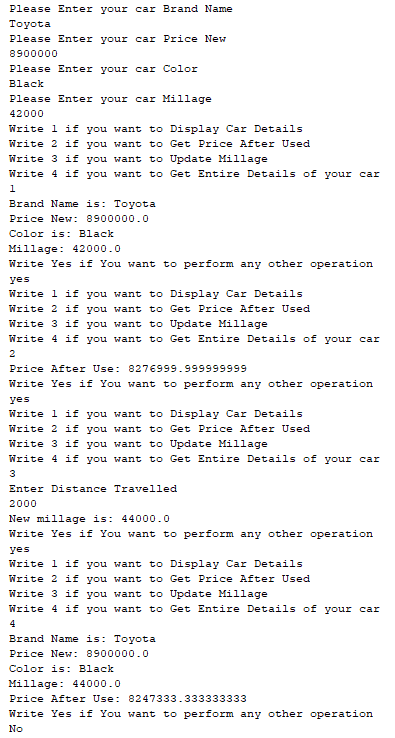 Please Enter your car Brand Name
Toyota
Please Enter your car Price New
8900000
Please Enter your car Color
Black
Please Enter your car Millage
42000
Write 1 if you want to Display Car Details
Write 2 if you want to Get Price After Used
Write 3 if you want to Update Millage
Write 4 if you want to Get Entire Details of your car
1
Brand Name is: Toyota
Price New: 8900000.0
Color is: Black
Millage: 42000.0
Write Yes if You want to perform any other operation
yes
Write 1 if you want to Display Car Details
Write 2 if you want to Get Price After Used
Write 3 if you want to Update Millage
Write 4 if you want to Get Entire Details of your car
2
Price After Use: 8276999.999999999
Write Yes if You want to perform any other operation
yes
Write 1 if you want to Display Car Details
Write 2 if you want to Get Price After Used
Write 3 if you want to Update Millage
Write 4 if you want to Get Entire Details of your car
3
Enter Distance Travelled
2000
New millage is: 44000.0
Write Yes if You want to perform any other operation
yes
Write 1 if you want to Display Car Details
Write 2 if you want to Get Price After Used
Write 3 if you want to Update Millage
Write 4 if you want to Get Entire Details of your car
4
Brand Name is: Toyota
Price New: 8900000.0
Color is: Black
Millage: 44000.0
Price After Use: 8247333.333333333
Write Yes if You want to perform any other operation
No